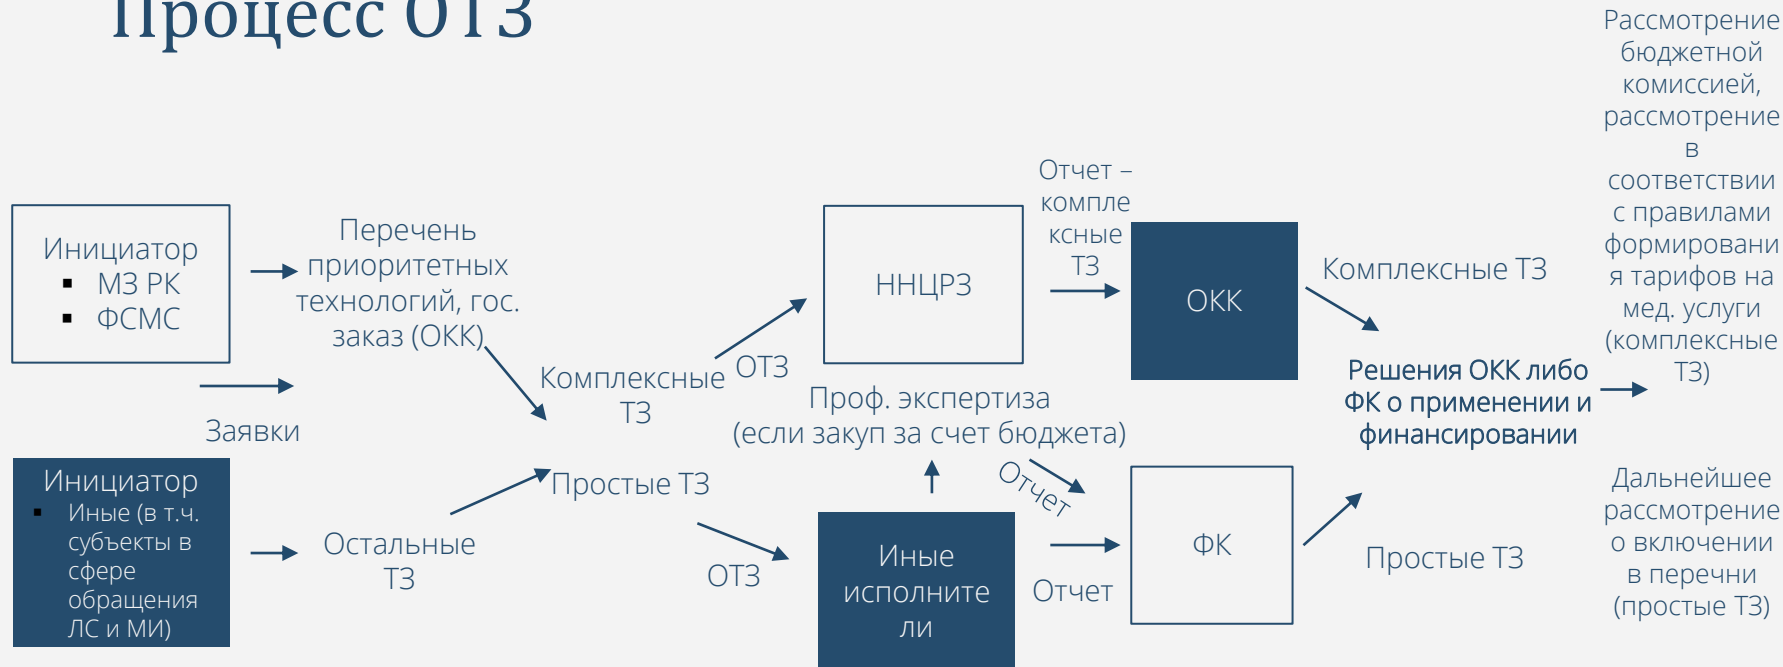 Процесс ОТЗ
Инициатор
МЗ РК
ФСМС
Заявки
Инициатор
Иные (в т.ч.
субъекты в
сфере
обращения
ЛС и МИ)
Перечень
приоритетных
технологий, гос.
заказ (ОКК)
Остальные
ТЗ
Комплексные
ТЗ
Простые ТЗ
ОТЗ
ОТЗ
ННЦРЗ
Проф. экспертиза
(если закуп за счет бюджета)
Иные
исполните
ли
Отчет –
компле
ксные
ТЗ
Отчет
Отчет
ОКК
ФК
Комплексные ТЗ
Решения ОКК либо
ФК о применении и
финансировании
Простые ТЗ
Рассмотрение
бюджетной
комиссией,
рассмотрение
в
соответствии
с правилами
формировани
я тарифов на
мед. услуги
(комплексные
ТЗ)
Дальнейшее
рассмотрение
о включении
в перечни
(простые ТЗ)